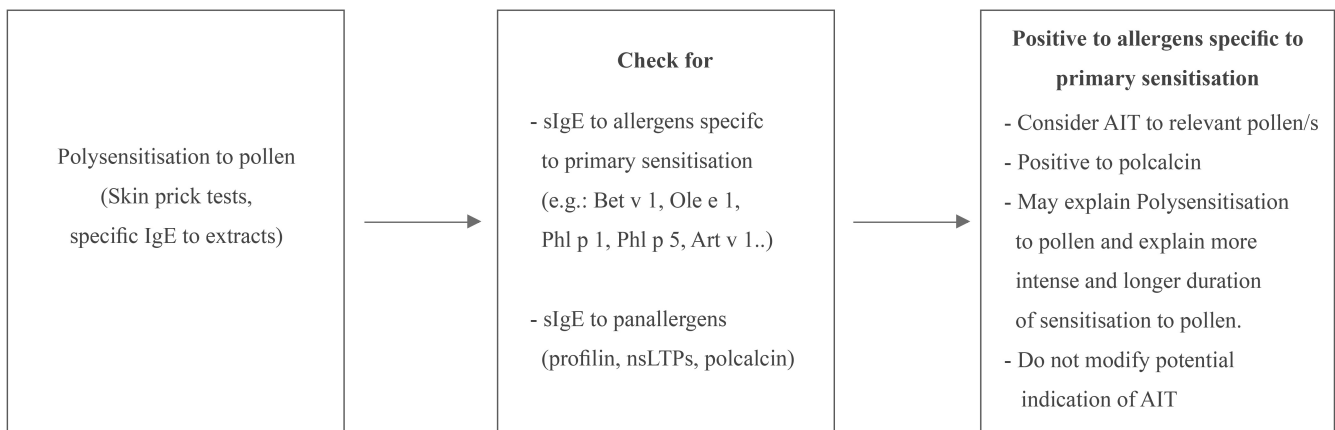 Polysensitisation to pollen
(Skin prick tests,
specific IgE to extracts)
Check for
- sIgE to allergens specifc
to primary sensitisation
(e.g.: Bet v 1, Ole e 1,
Phl p 1, Phl p 5, Art v 1..)
- sIgE to panallergens
(profilin, nsLTPs, polcalcin)
Positive to allergens specific to
primary sensitisation
- Consider AIT to relevant pollen/s
- Positive to polcalcin
- May explain Polysensitisation
to pollen and explain more
intense and longer duration
of sensitisation to pollen.
- Do not modify potential
indication of AIT